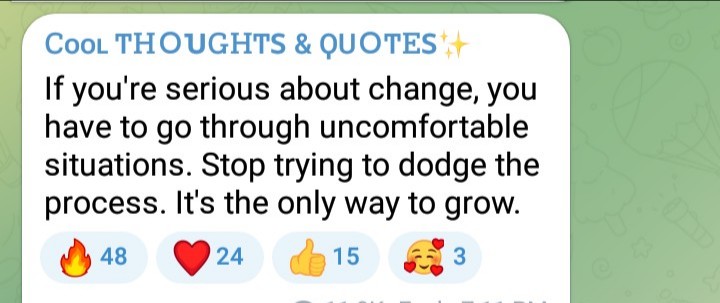 Cool THOUGHTS & QUOTES✨
If you're serious about change, you
have to go through uncomfortable
situations. Stop trying to dodge the
process. It's the only way to grow.
🔥 48 ❤️ 24 👍 15 🥰 3